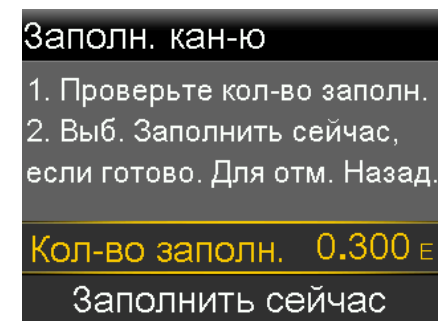 Заполн. кан-ю
1. Проверьте кол-во заполн.
2. Выб. Заполнить сейчас,
если готово. Для отм. Назад.
Кол-во заполн. 0.300 E
Заполнить сейчас